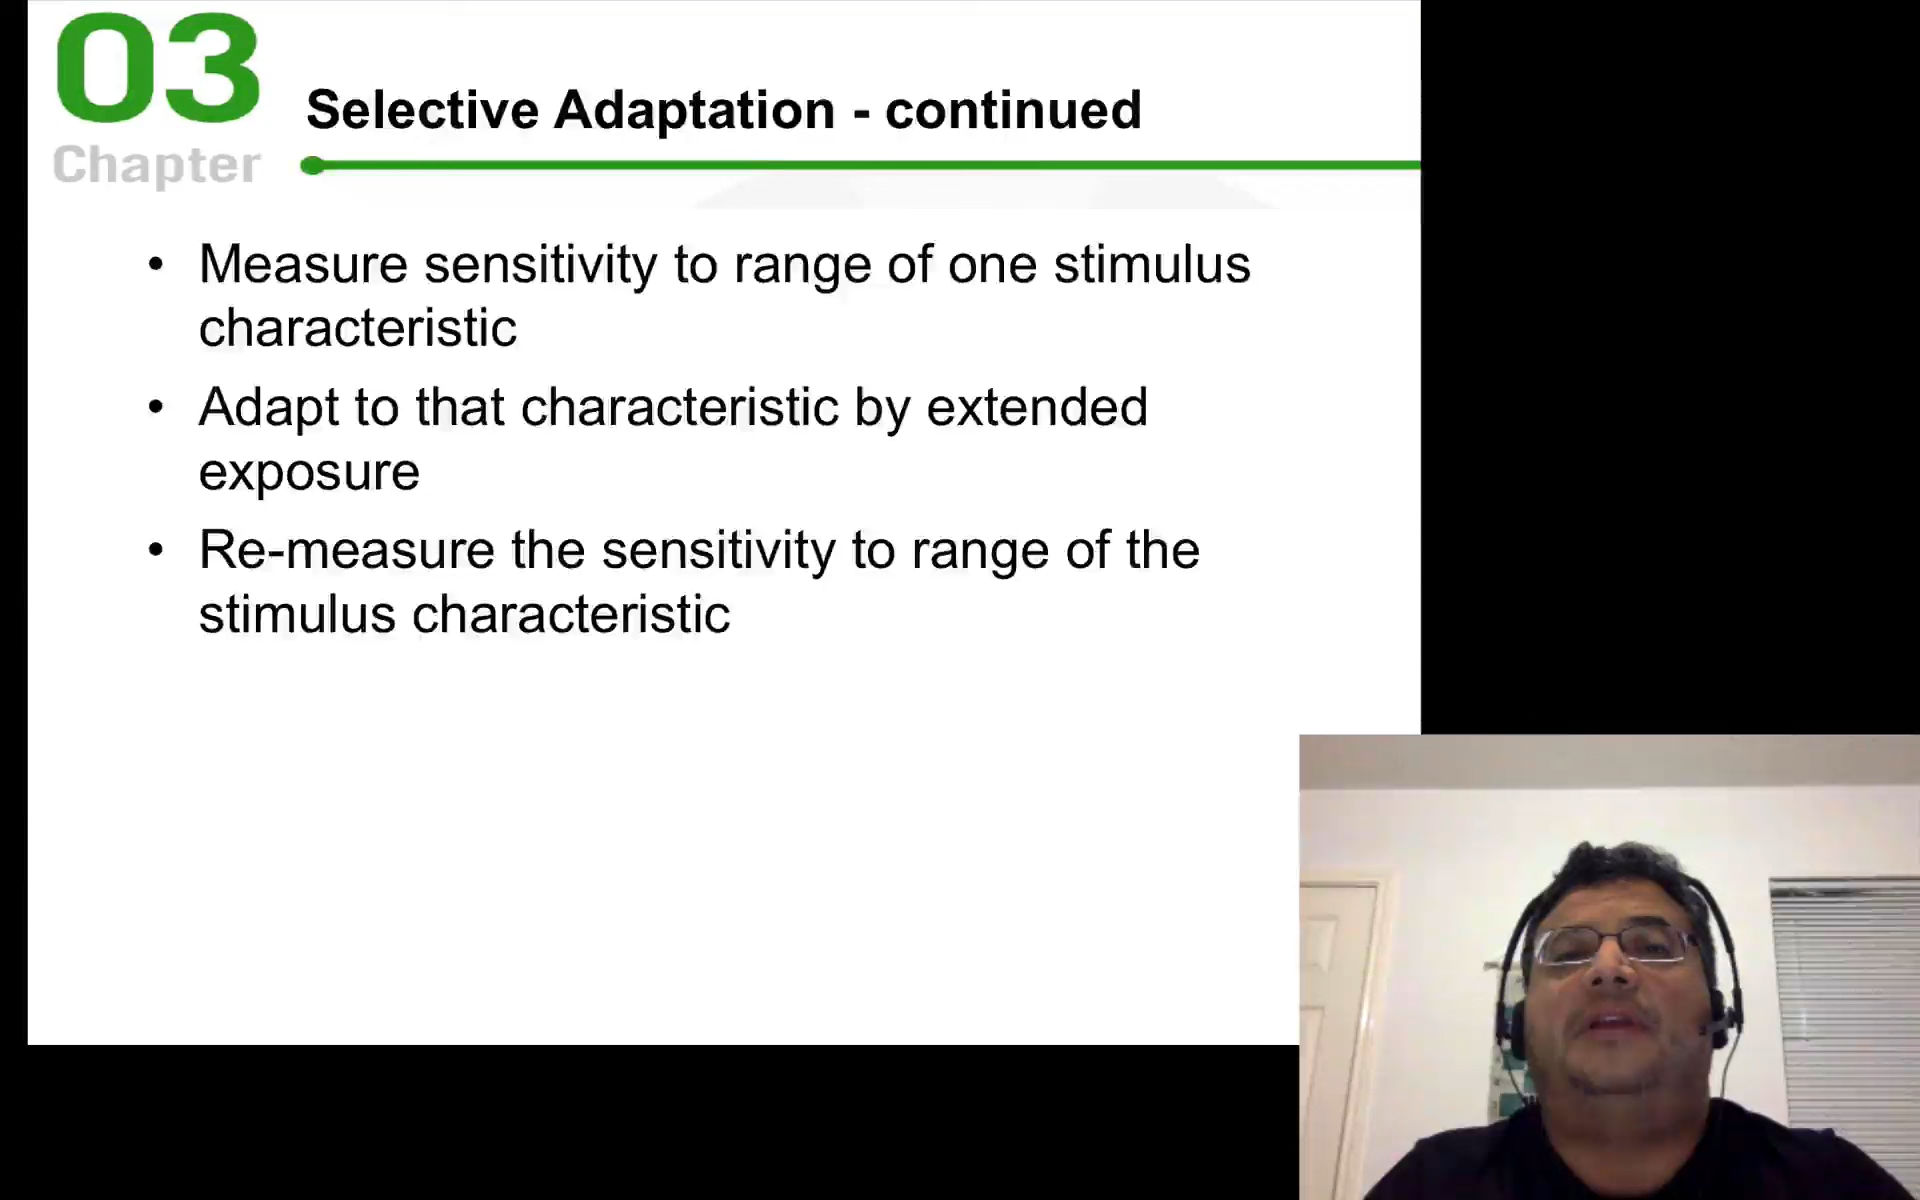 03
Chapter
Selective Adaptation - continued
• Measure sensitivity to range of one stimulus
characteristic
• Adapt to that characteristic by extended
exposure
• Re-measure the sensitivity to range of the
stimulus characteristic